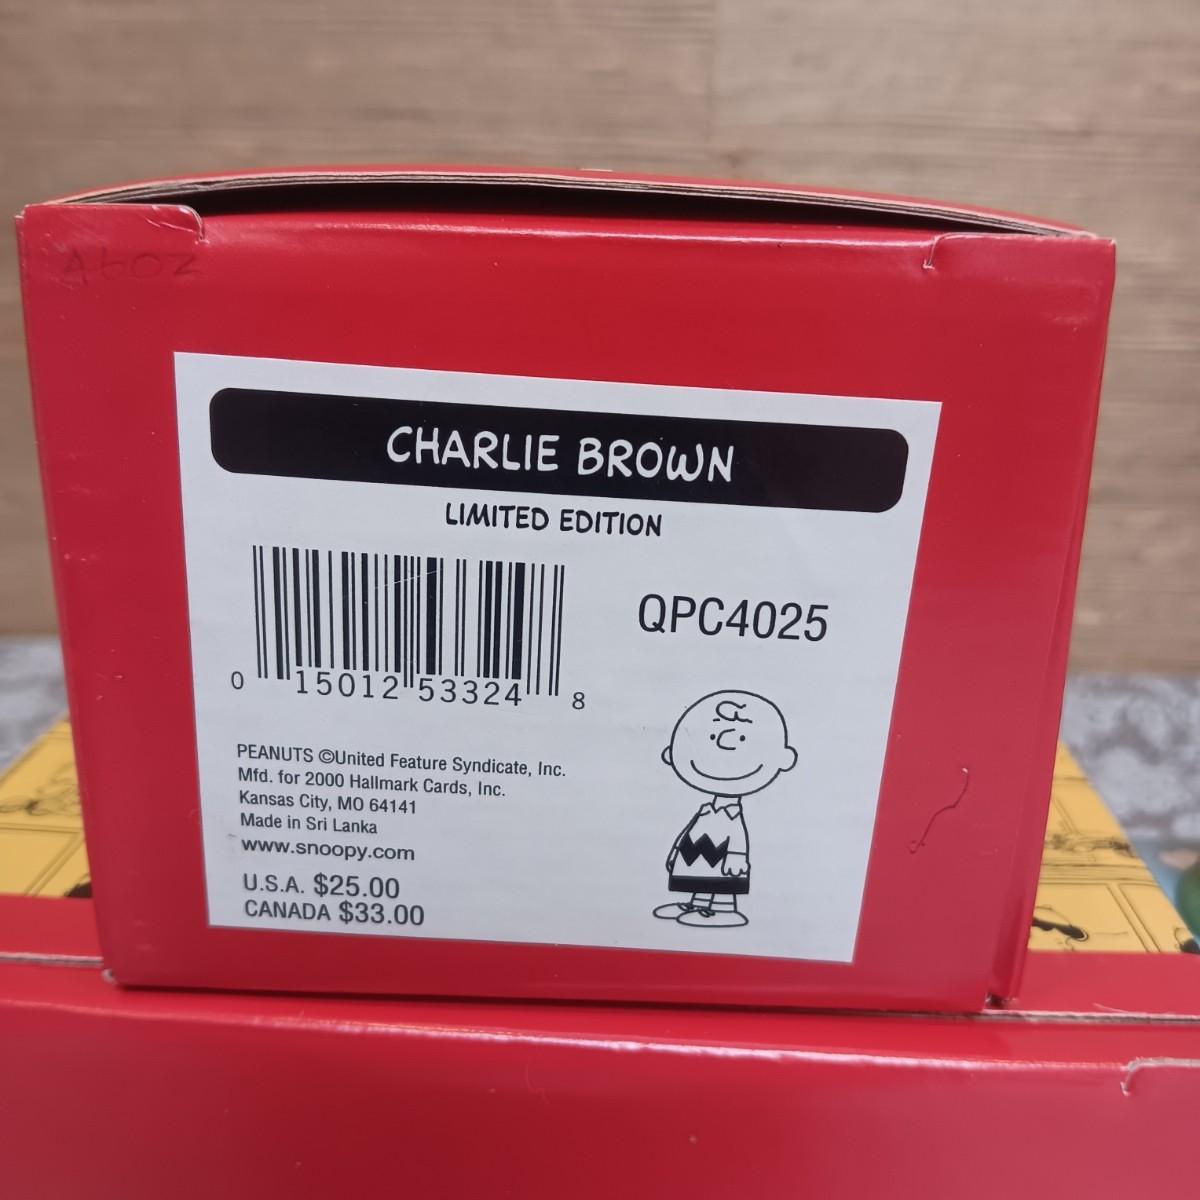 CHARLIE BROWN
LIMITED EDITION
QPC4025
0 15012 53324 8
PEANUTS ©United Feature Syndicate, Inc.
Mfd. for 2000 Hallmark Cards, Inc.
Kansas City, MO 64141
Made in Sri Lanka
www.snoopy.com
U.S.A. $25.00
CANADA $33.00